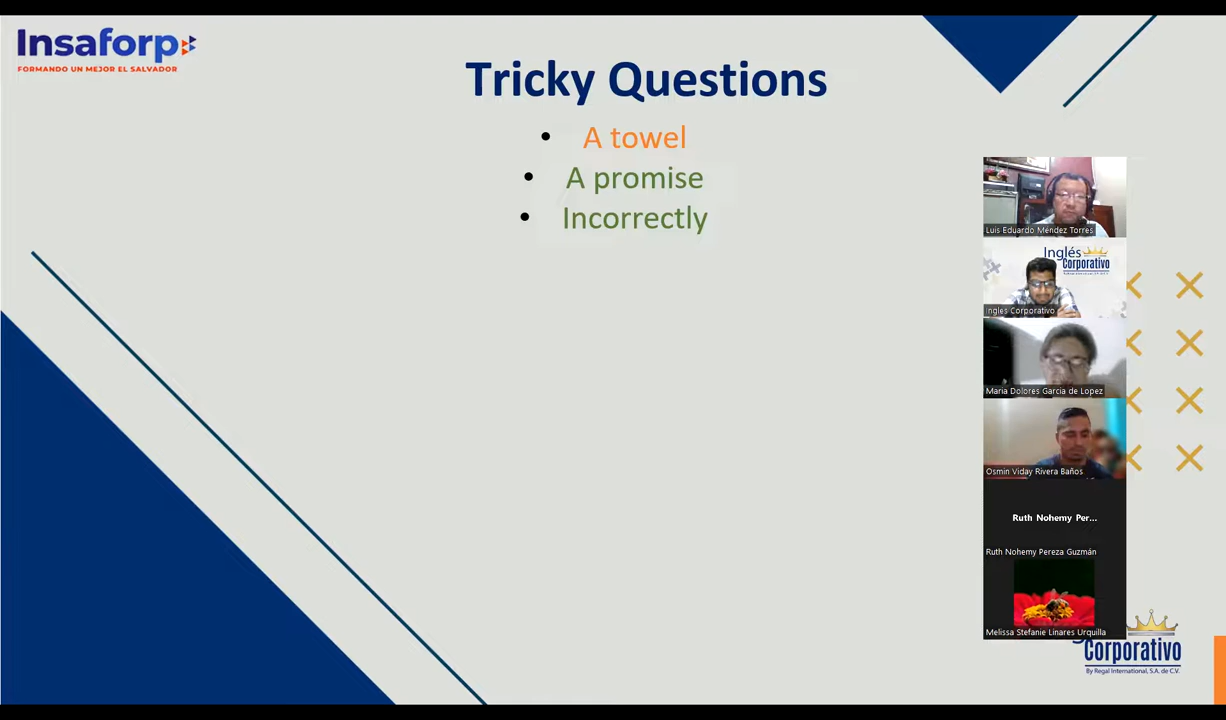 Insaforp
FORMANDO UN MEJOR EL SALVADOR
Tricky Questions
• A towel
• A promise
• Incorrectly
Luis Eduardo Méndez Torres
Inglés
Corporativo
Ingles Corporativo
Maria Dolores Garcia de Lopez
Osmin Viday Rivera Baños
Ruth Nohemy Per...
Ruth Nohemy Pereza Guzmán
Melissa Stefanie Linares Urquilla
Corporativo
By Regal International, S.A. de C.V.